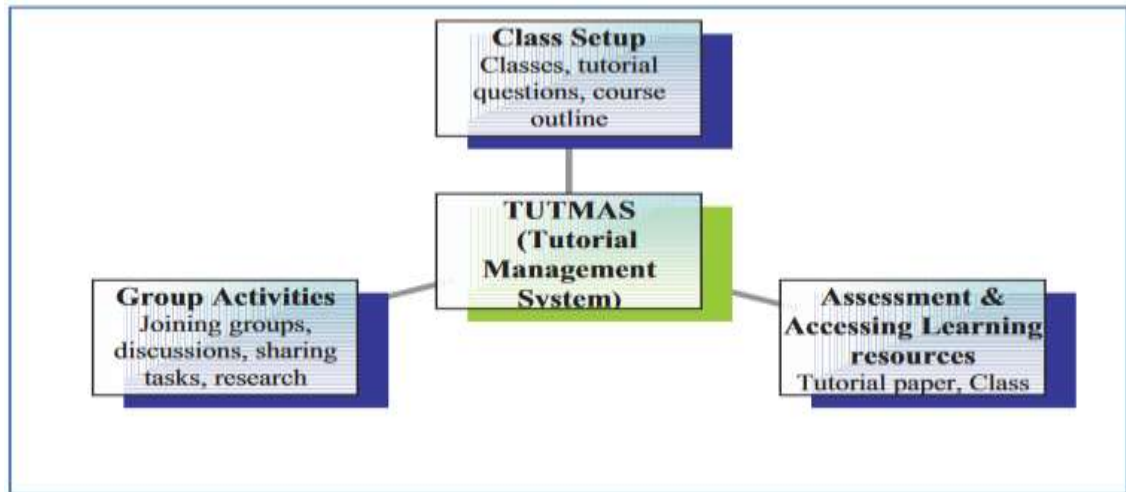 Class Setup
Classes, tutorial
questions, course
outline
TUTMAS
(Tutorial
Management
System)
Group Activities
Joining groups,
discussions, sharing
tasks, research
Assessment &
Accessing Learning
resources
Tutorial paper, Class